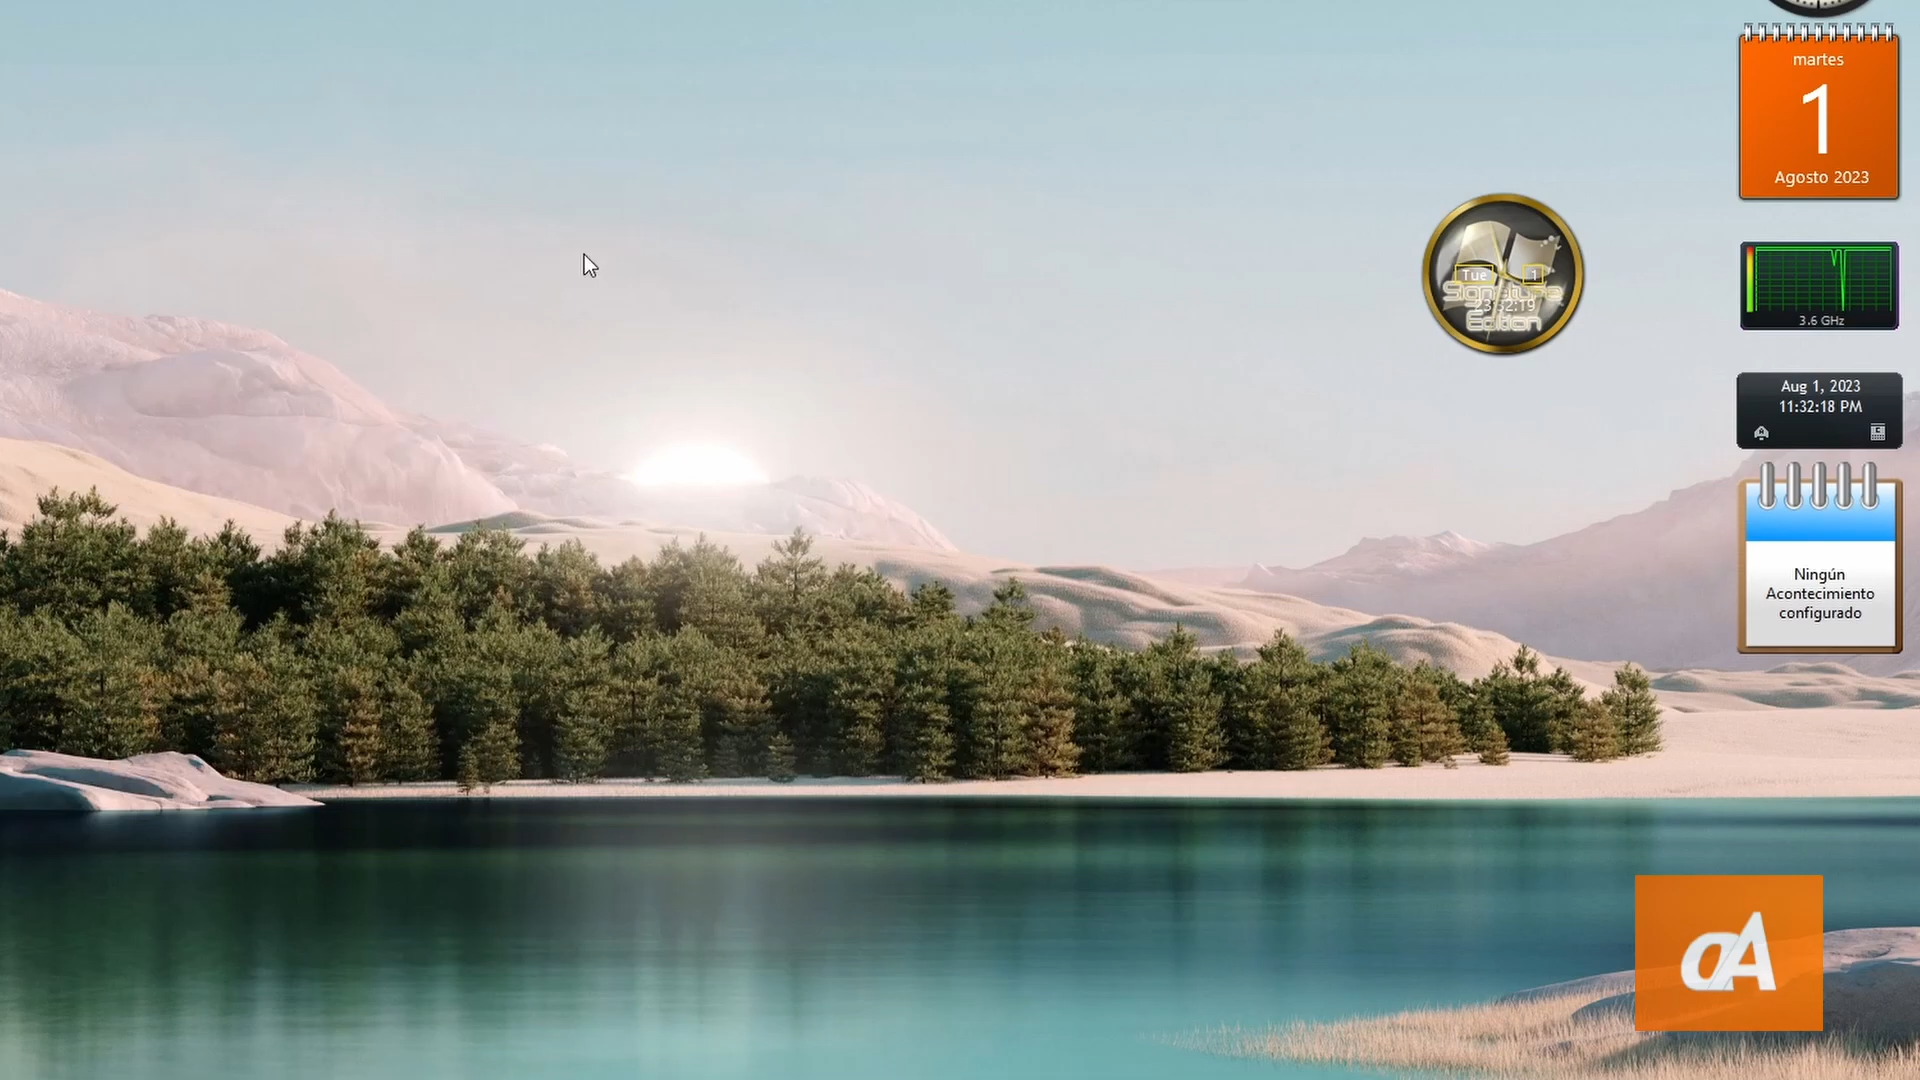 martes
1
Agosto 2023
Tue 1
Signature
23:32:19
Edition
3.6 GHz
Aug 1, 2023
11:32:18 PM
Ningún
Acontecimiento
configurado
aA